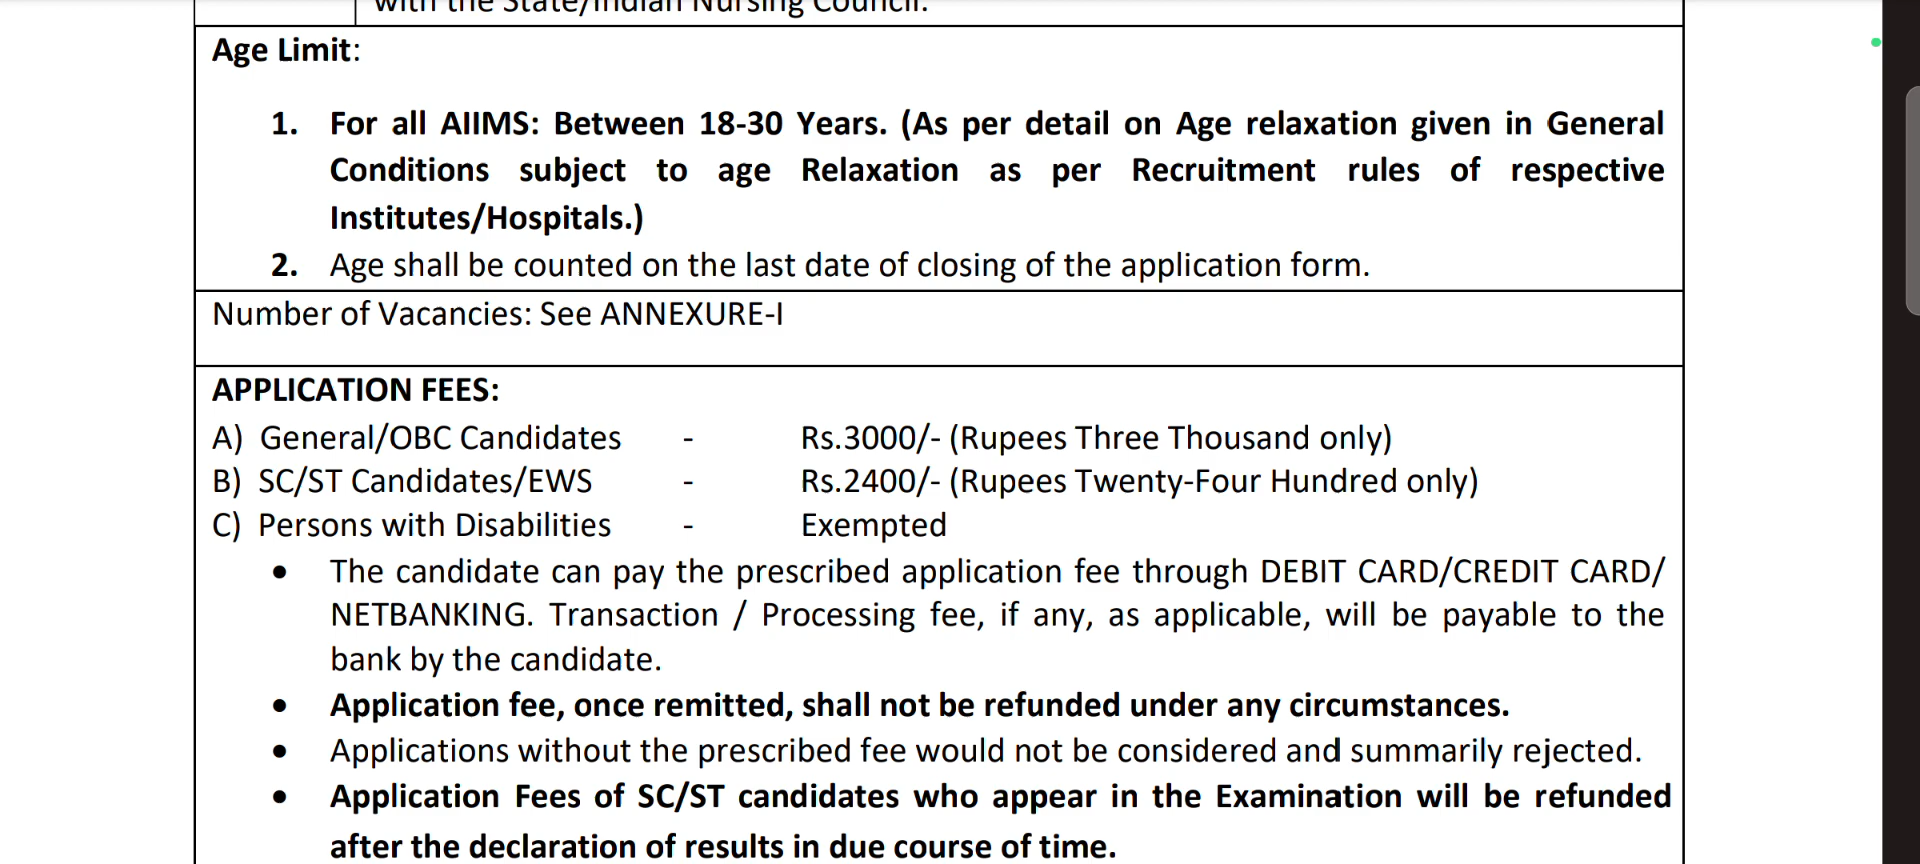 with the State/Indian Nursing Council.
Age Limit:
1. For all AIIMS: Between 18-30 Years. (As per detail on Age relaxation given in General
Conditions subject to age Relaxation as per Recruitment rules of respective
Institutes/Hospitals.)
2. Age shall be counted on the last date of closing of the application form.
Number of Vacancies: See ANNEXURE-I
APPLICATION FEES:
A) General/OBC Candidates - Rs.3000/- (Rupees Three Thousand only)
B) SC/ST Candidates/EWS - Rs.2400/- (Rupees Twenty-Four Hundred only)
C) Persons with Disabilities - Exempted
• The candidate can pay the prescribed application fee through DEBIT CARD/CREDIT CARD/
NETBANKING. Transaction / Processing fee, if any, as applicable, will be payable to the
bank by the candidate.
• Application fee, once remitted, shall not be refunded under any circumstances.
• Applications without the prescribed fee would not be considered and summarily rejected.
• Application Fees of SC/ST candidates who appear in the Examination will be refunded
after the declaration of results in due course of time.